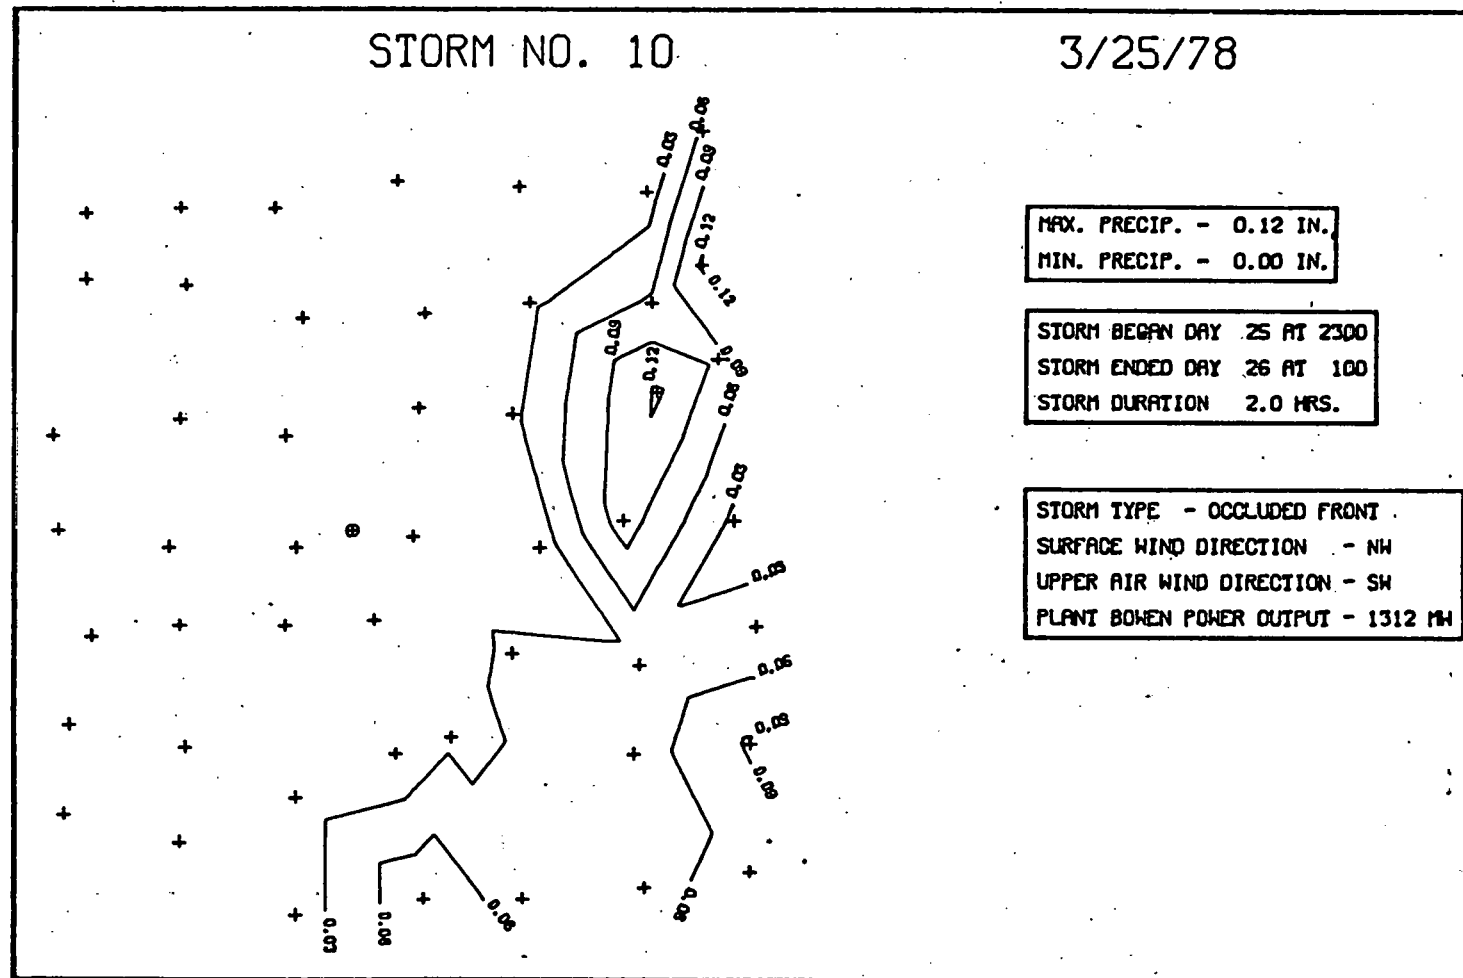 STORM NO. 10
3/25/78
0.06
0.03
0.09
0.12
0.12
0.09
0.12
0.09
0.06
0.03
0.03
0.06
0.09
0.09
0.03
0.06
0.06
0.06
MAX. PRECIP. - 0.12 IN.
MIN. PRECIP. - 0.00 IN.
STORM BEGAN DAY 25 AT 2300
STORM ENDED DAY 26 AT 100
STORM DURATION 2.0 HRS.
STORM TYPE - OCCLUDED FRONT
SURFACE WIND DIRECTION - NW
UPPER AIR WIND DIRECTION - SW
PLANT BOWEN POWER OUTPUT - 1312 MW